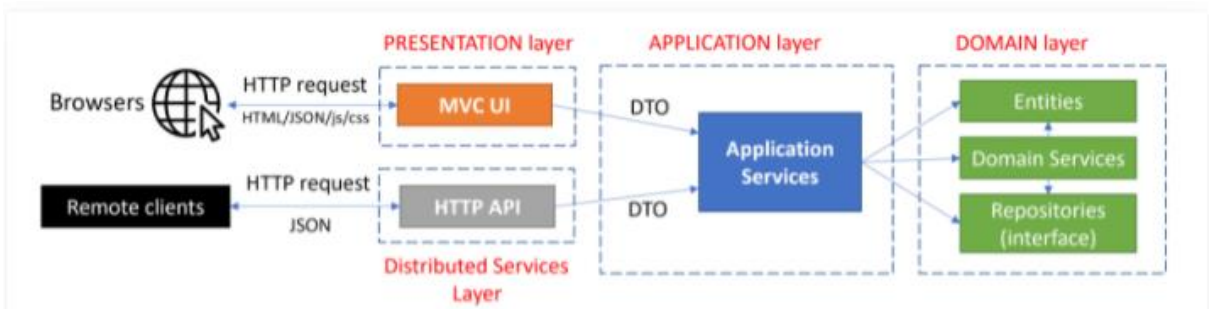 PRESENTATION layer
APPLICATION layer
DOMAIN layer
Browsers
HTTP request
HTML/JSON/js/css
MVC UI
DTO
Application
Services
Entities
Domain Services
Repositories
(interface)
Remote clients
HTTP request
JSON
HTTP API
DTO
Distributed Services
Layer